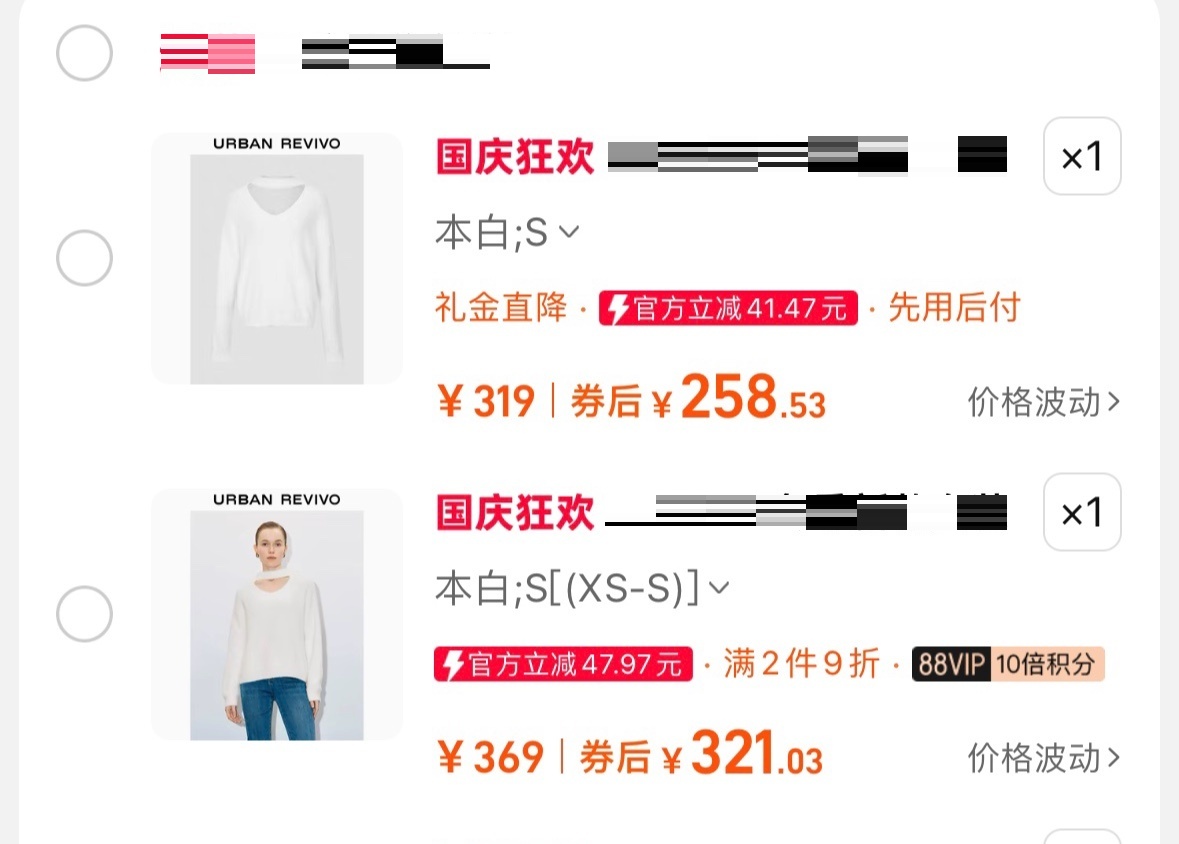 URBAN REVIVO
国庆狂欢
×1
本白;S
礼金直降 · 官方立减41.47元 · 先用后付
¥319 | 券后¥258.53
价格波动>
URBAN REVIVO
国庆狂欢
×1
本白;S[(XS-S)]
官方立减47.97元 · 满2件9折 · 88VIP 10倍积分
¥369 | 券后¥321.03
价格波动>